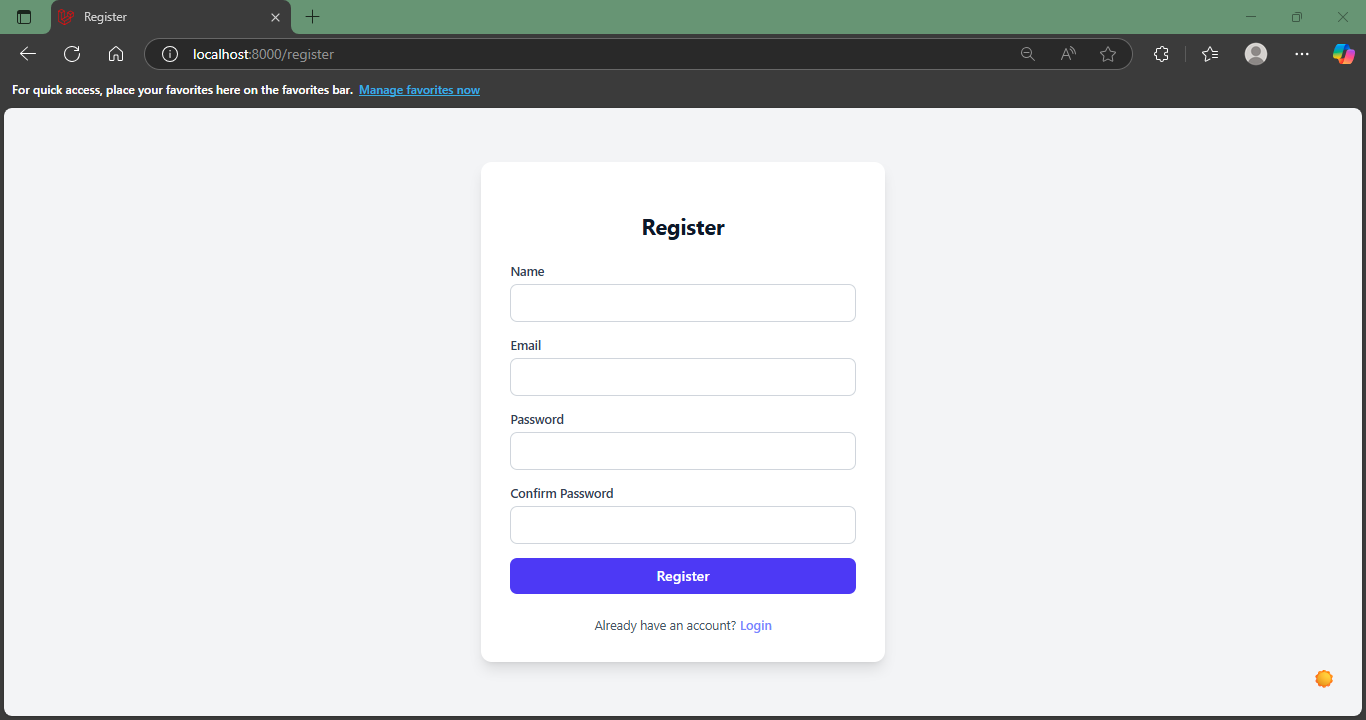 Register
localhost:8000/register
For quick access, place your favorites here on the favorites bar. Manage favorites now
Register
Name
Email
Password
Confirm Password
Register
Already have an account? Login